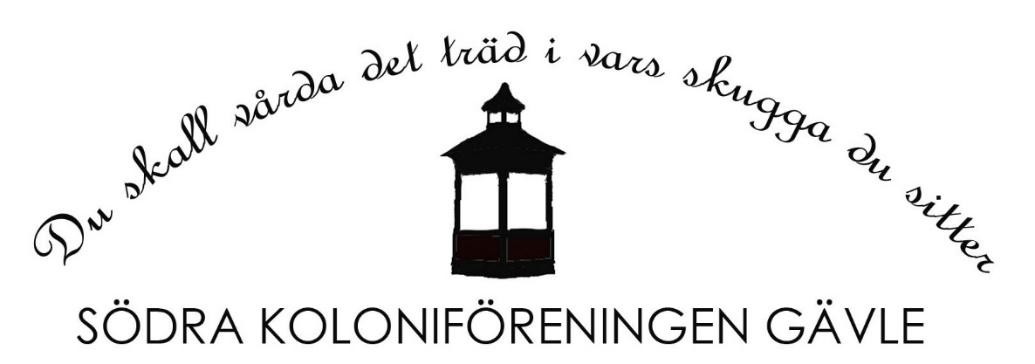 Du skall vårda det träd i vars skugga du sitter
SÖDRA KOLONIFÖRENINGEN GÄVLE